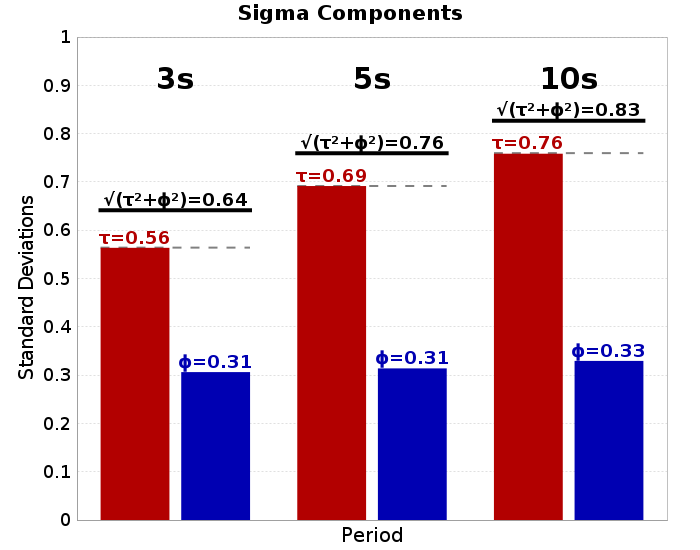 Sigma Components
1
0.9
0.8
0.7
0.6
0.5
0.4
0.3
0.2
0.1
0
Standard Deviations
3s
5s
10s
√(τ²+ϕ²)=0.64
τ=0.56
ϕ=0.31
√(τ²+ϕ²)=0.76
τ=0.69
ϕ=0.31
√(τ²+ϕ²)=0.83
τ=0.76
ϕ=0.33
Period